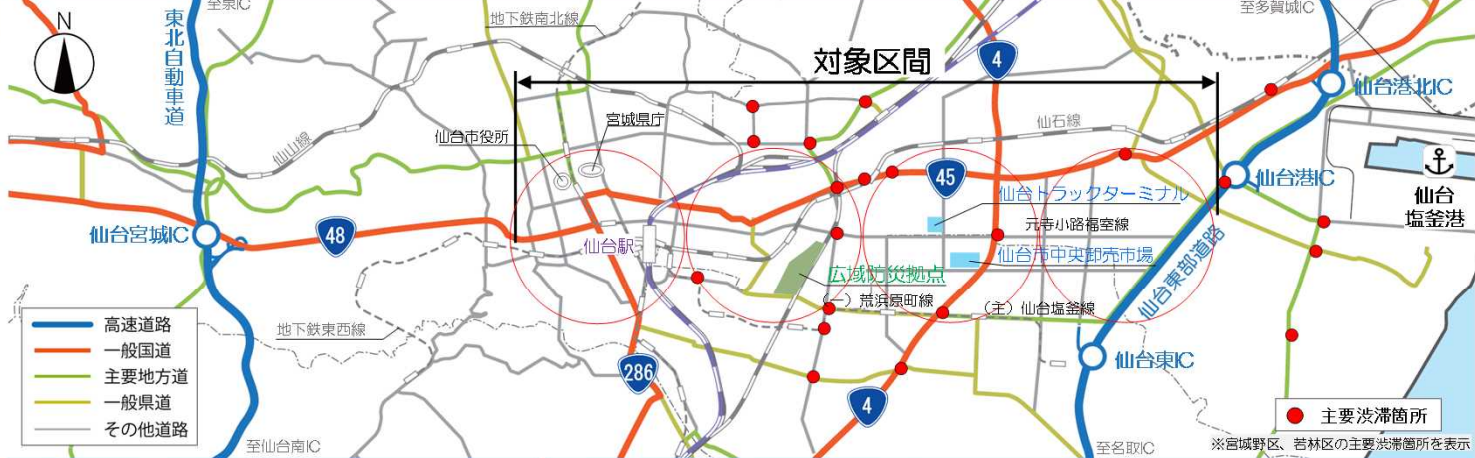 至泉IC
東北自動車道
N
地下鉄南北線
対象区間
4
至多賀城IC
仙台港北IC
仙山線
仙台市役所
宮城県庁
仙石線
45
仙台トラックターミナル
仙台港IC
仙台
塩釜港
仙台宮城IC
48
仙台駅
元寺小路福室線
仙台市中央卸売市場
広域防災拠点
(一)荒浜原町線
(主)仙台塩釜線
仙台東部道路
地下鉄東西線
286
4
仙台東IC
高速道路
一般国道
主要地方道
一般県道
その他道路
至仙台南IC
至名取IC
主要渋滞箇所
※宮城野区、若林区の主要渋滞箇所を表示